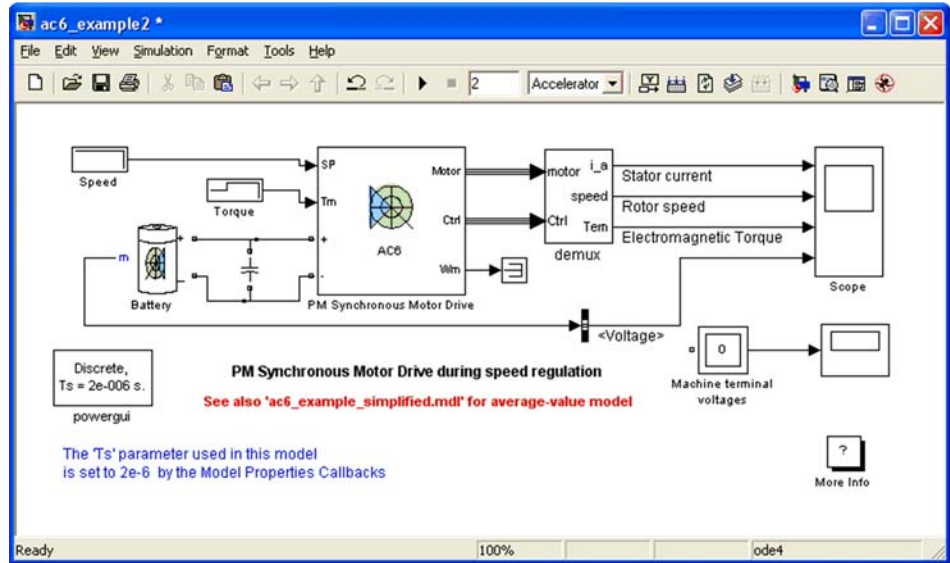 ac6_example2 *
File Edit View Simulation Format Tools Help
2 Accelerator
Speed
Torque
SP
Tm
+
-
Motor
Ctrl
Wm
AC6
PM Synchronous Motor Drive
m
+
-
Battery
motor i_a
speed
Ctrl Tem
demux
Stator current
Rotor speed
Electromagnetic Torque
Scope
<Voltage>
0
Machine terminal
voltages
Discrete,
Ts = 2e-006 s.
powergui
PM Synchronous Motor Drive during speed regulation
See also 'ac6_example_simplified.mdl' for average-value model
The 'Ts' parameter used in this model
is set to 2e-6 by the Model Properties Callbacks
?
More Info
Ready 100% ode4